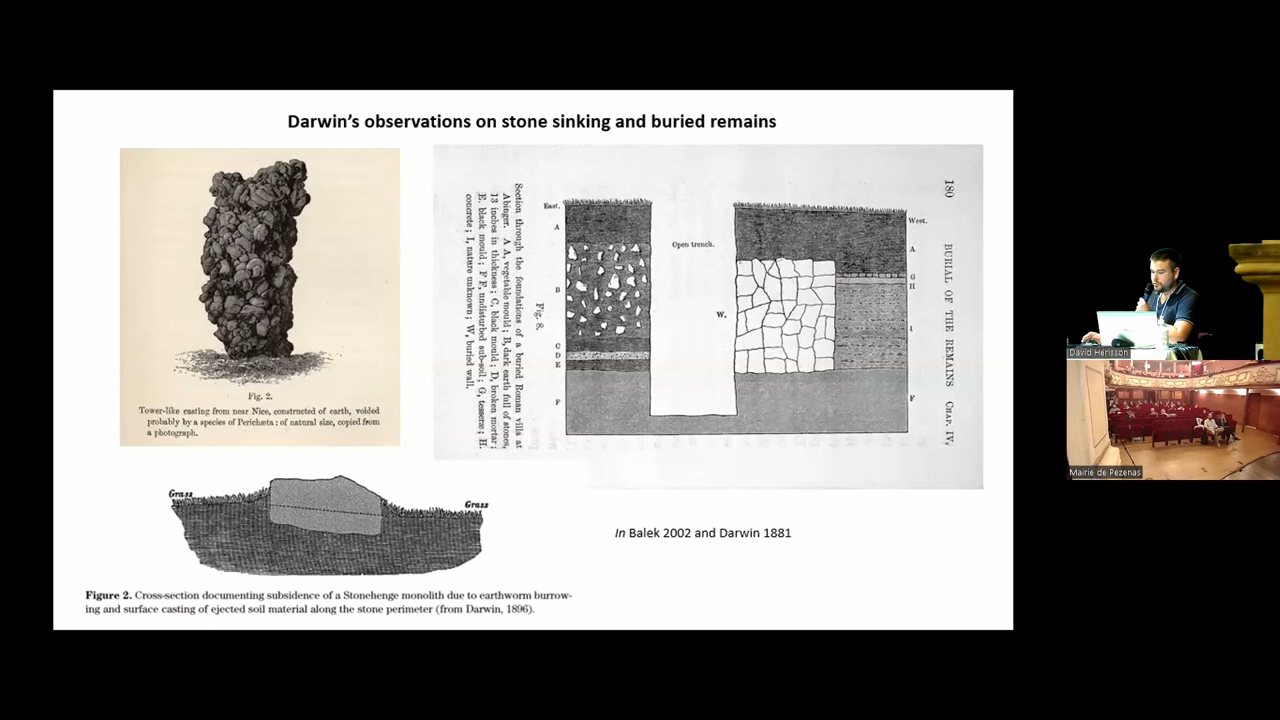 Darwin's observations on stone sinking and buried remains
Fig. 2.
Tower-like casting from near Nice, constructed of earth, voided
probably by a species of Perichæta: of natural size, copied from
a photograph.
Grass
Grass
Figure 2. Cross-section documenting subsidence of a Stonehenge monolith due to earthworm burrow-
ing and surface casting of ejected soil material along the stone perimeter (from Darwin, 1896).
180
BURIAL OF THE REMAINS
CHAP. IV.
East.
A
B
C
D
E
F
Open trench.
W.
West.
A
G
H
I
F
Fig. 8.
Section through the foundations of a buried Roman villa at
Abinger. A A, vegetable mould; B, dark earth full of stones,
13 inches in thickness; C, black mould; D, broken mortar;
E, black mould; F F, undisturbed sub-soil; G, tesseræ; H,
concrete; I, nature unknown; W, buried wall.
In Balek 2002 and Darwin 1881
David Hérisson
Mairie de Pezenas